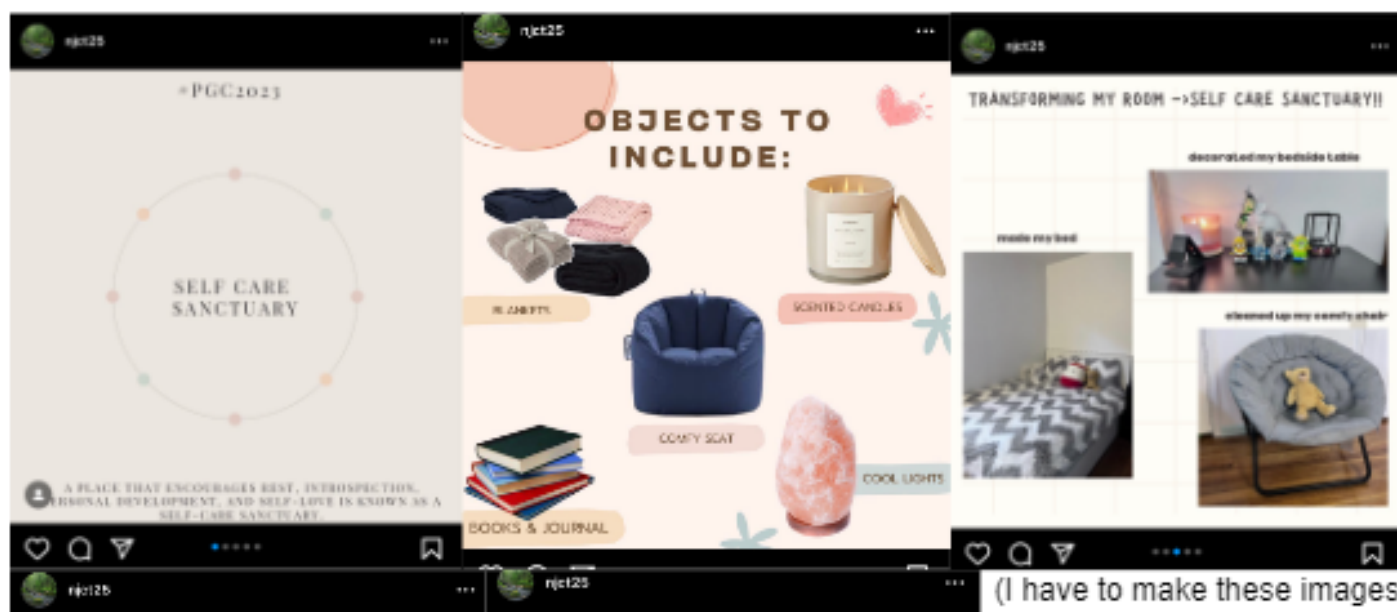 njct25
#PGC2023
SELF CARE
SANCTUARY
A PLACE THAT ENCOURAGES REST, INTROSPECTION,
PERSONAL DEVELOPMENT, AND SELF-LOVE IS KNOWN AS A
SELF-CARE SANCTUARY.
njct25
OBJECTS TO
INCLUDE:
BLANKETS
SCENTED CANDLES
COMFY SEAT
COOL LIGHTS
BOOKS & JOURNAL
njct25
TRANSFORMING MY ROOM ->SELF CARE SANCTUARY!!
decorated my bedside table
made my bed
cleaned up my comfy chair
njct25
njct25
(I have to make these images